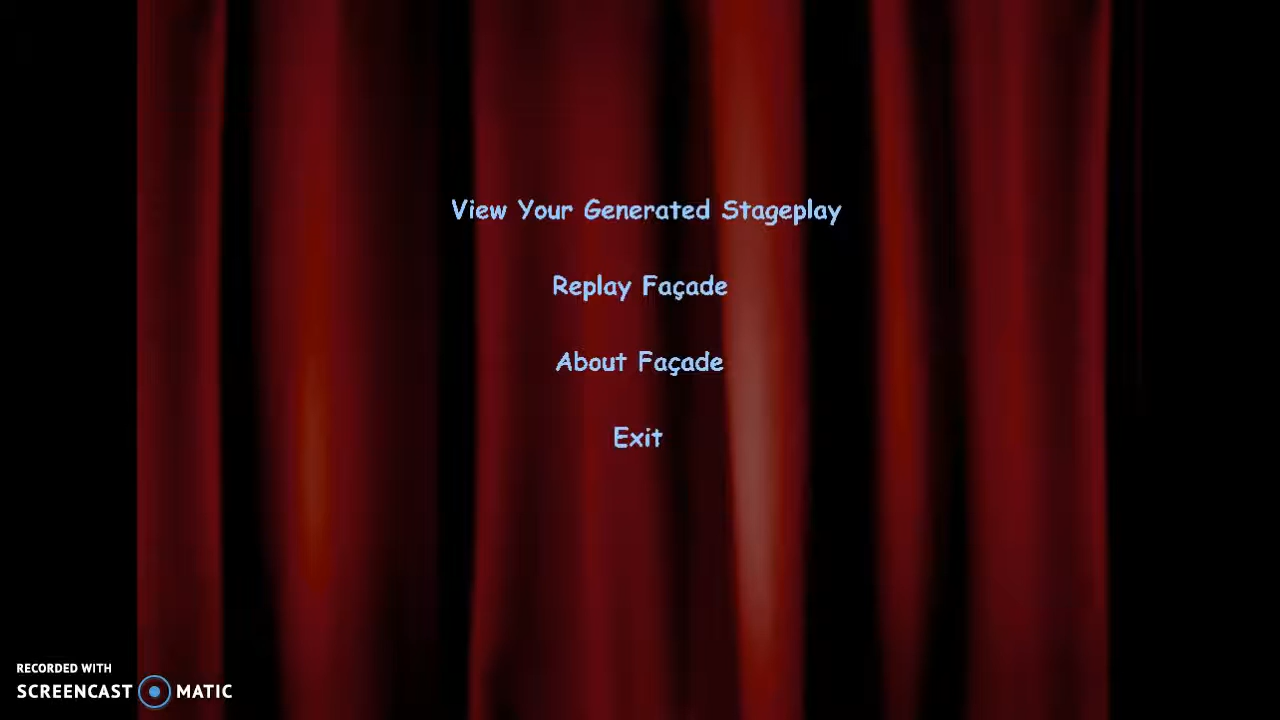 View Your Generated Stageplay
Replay Façade
About Façade
Exit
RECORDED WITH
SCREENCAST MATIC